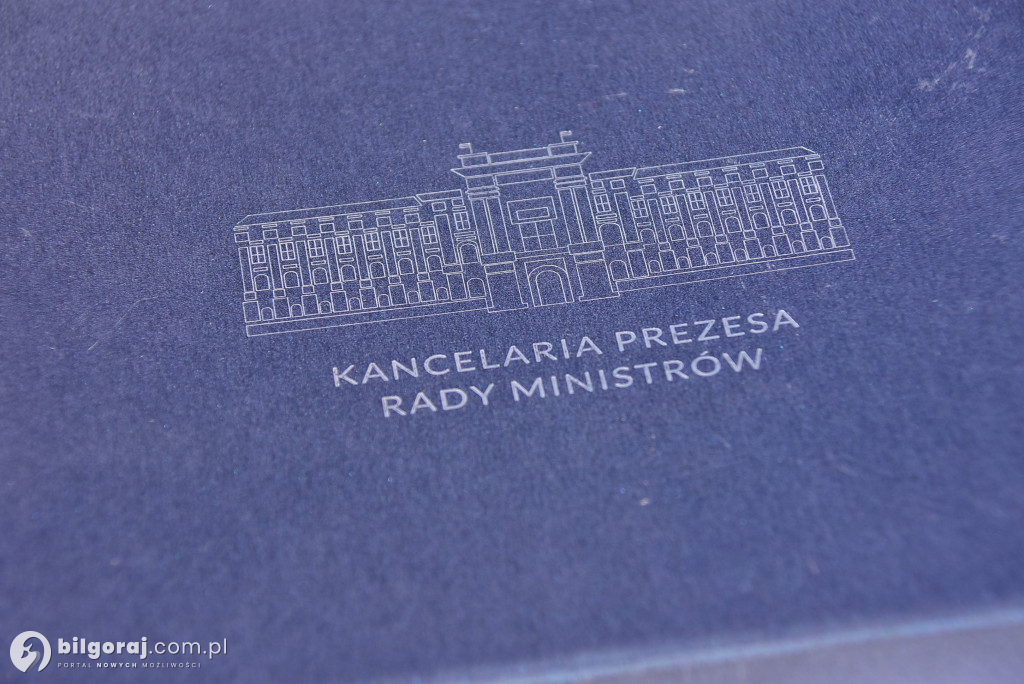 KANCELARIA PREZESA
RADY MINISTRÓW
bilgoraj.com.pl
PORTAL NOWYCH MOŻLIWOŚCI